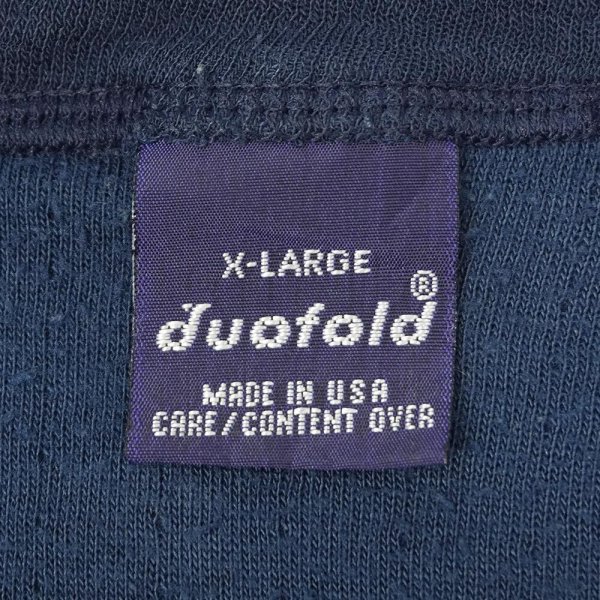 X-LARGE
duofold®
MADE IN USA
CARE/CONTENT OVER